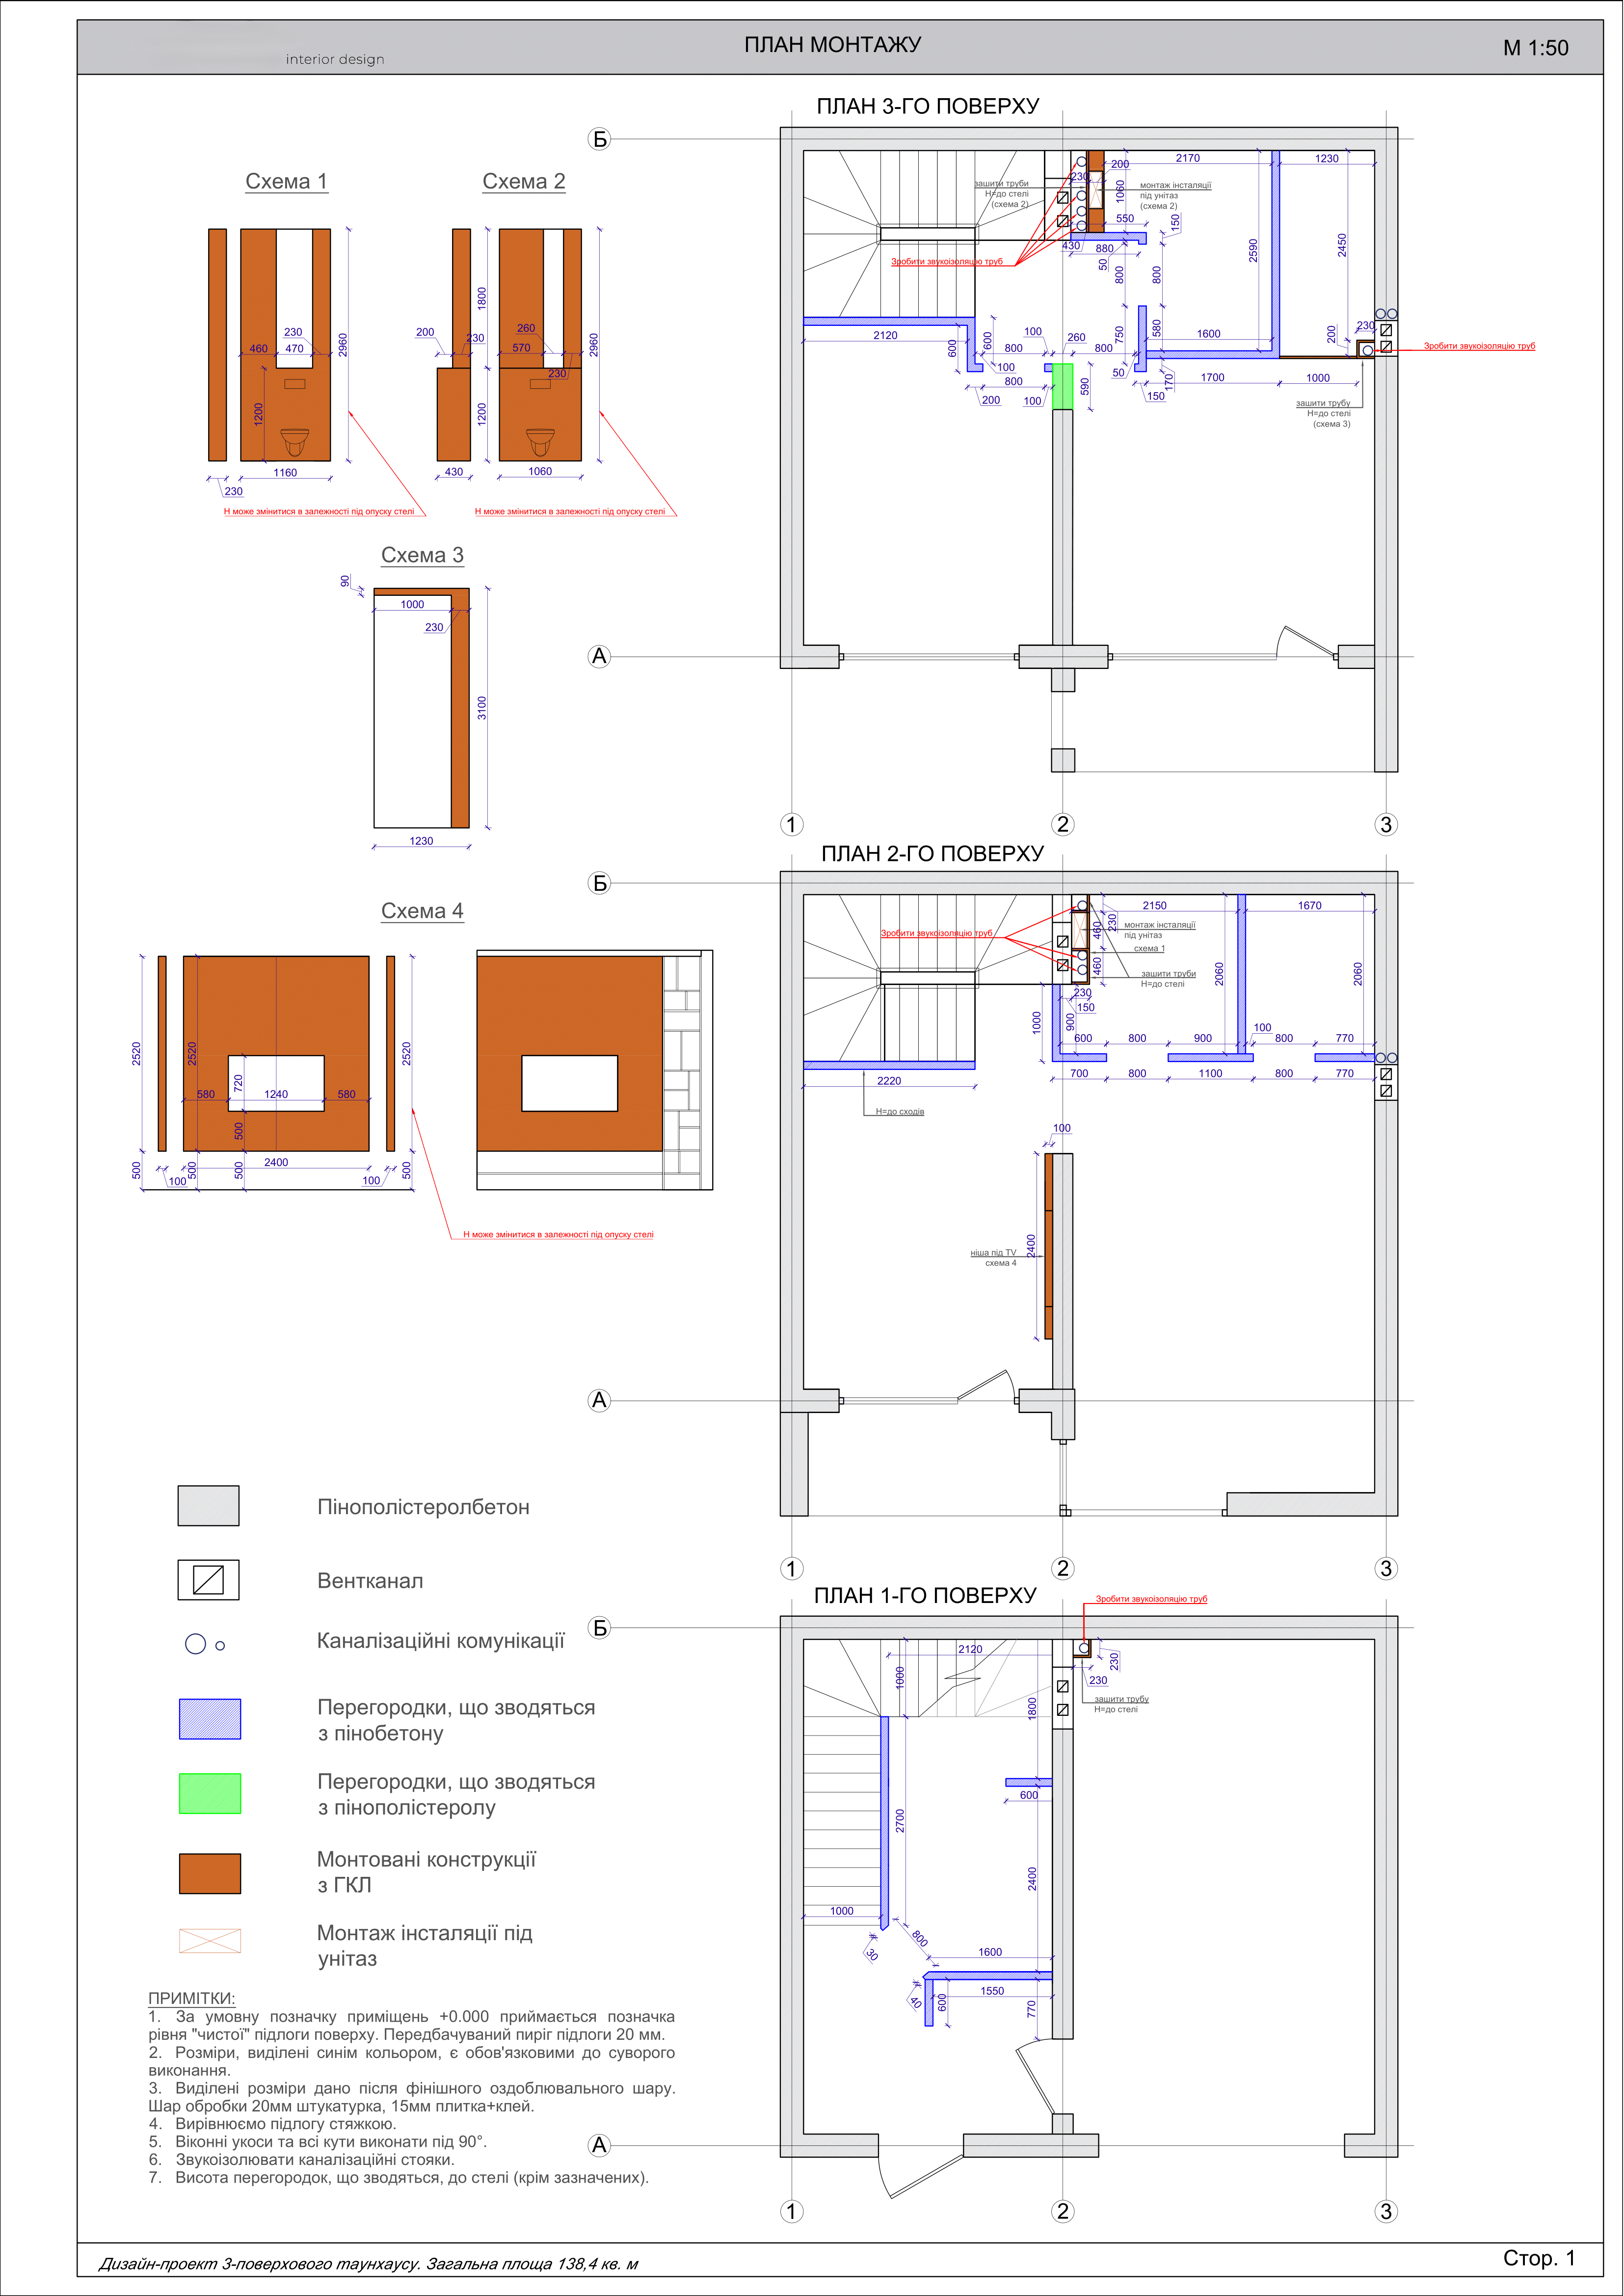 interior design
ПЛАН МОНТАЖУ
М 1:50
ПЛАН 3-ГО ПОВЕРХУ
Б
Схема 1
460
470
230
1200
2960
1160
230
Н може змінитися в залежності під опуску стелі
Схема 2
200
230
1800
1200
260
570
230
2960
430
1060
Н може змінитися в залежності під опуску стелі
зашити труби
Н=до стелі
(схема 2)
230
200
1060
2170
1230
монтаж інсталяції
під унітаз
(схема 2)
550
150
430
880
50
800
800
2590
2450
Зробити звукоізоляцію труб
2120
600
600
800
100
260
800
750
580
1600
200
230
Зробити звукоізоляцію труб
100
800
200
100
590
50
150
170
1700
1000
зашити трубу
Н=до стелі
(схема 3)
Схема 3
90
1000
230
3100
1230
А
1
2
3
ПЛАН 2-ГО ПОВЕРХУ
Б
Схема 4
2520
2520
580
720
1240
580
2520
500
500
500
500
2400
100
100
500
Н може змінитися в залежності під опуску стелі
Зробити звукоізоляцію труб
2150
1670
230
460
460
монтаж інсталяції
під унітаз
схема 1
зашити труби
Н=до стелі
2060
2060
230
150
1000
900
600
800
900
100
800
770
700
800
1100
800
770
2220
Н=до сходів
100
2400
ніша під TV
схема 4
А
1
2
3
ПЛАН 1-ГО ПОВЕРХУ
Зробити звукоізоляцію труб
Б
2120
1000
1800
230
230
зашити трубу
Н=до стелі
600
2700
2400
1000
800
30
1600
1550
40
600
770
А
1
2
3
Пінополістеролбетон
Вентканал
Каналізаційні комунікації
Перегородки, що зводяться
з пінобетону
Перегородки, що зводяться
з пінополістеролу
Монтовані конструкції
з ГКЛ
Монтаж інсталяції під
унітаз
ПРИМІТКИ:
1. За умовну позначку приміщень +0.000 приймається позначка
рівня "чистої" підлоги поверху. Передбачуваний пиріг підлоги 20 мм.
2. Розміри, виділені синім кольором, є обов'язковими до суворого
виконання.
3. Виділені розміри дано після фінішного оздоблювального шару.
Шар обробки 20мм штукатурка, 15мм плитка+клей.
4. Вирівнюємо підлогу стяжкою.
5. Віконні укоси та всі кути виконати під 90°.
6. Звукоізолювати каналізаційні стояки.
7. Висота перегородок, що зводяться, до стелі (крім зазначених).
Дизайн-проект 3-поверхового таунхаусу. Загальна площа 138,4 кв. м
Стор. 1